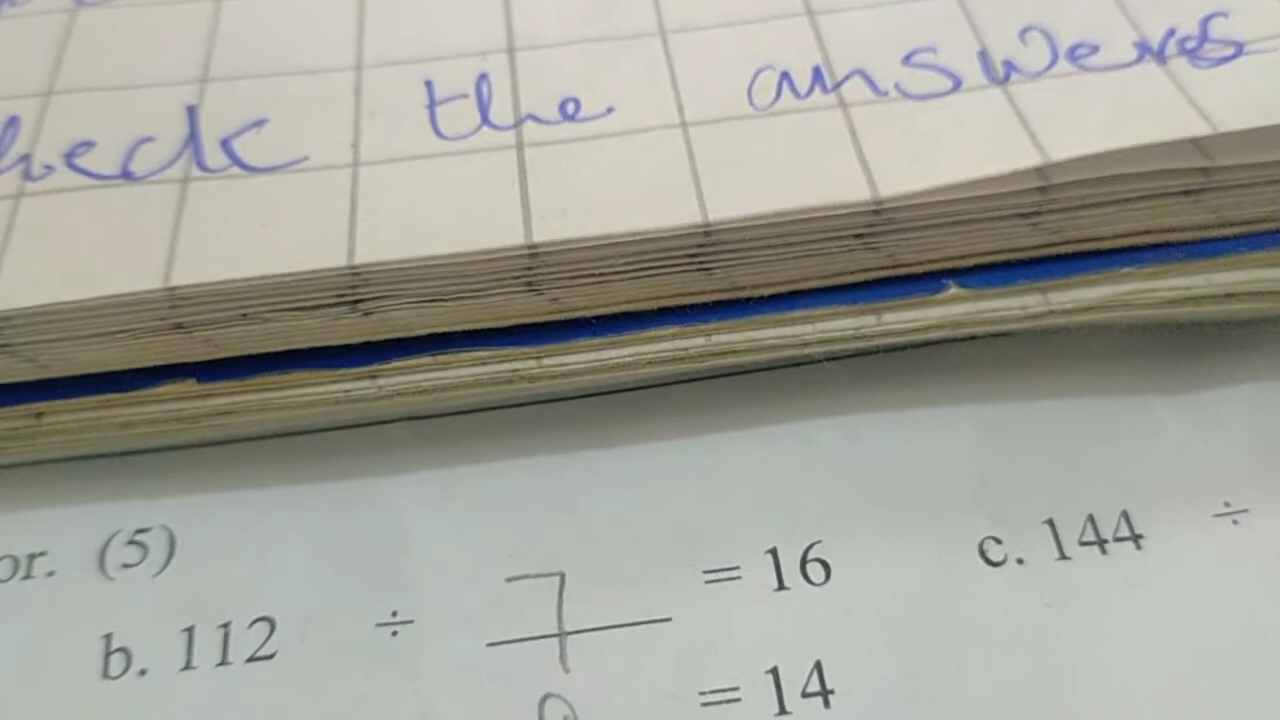 heck the answers
or. (5)
b. 112 ÷ 7 = 16 c. 144 ÷
= 14